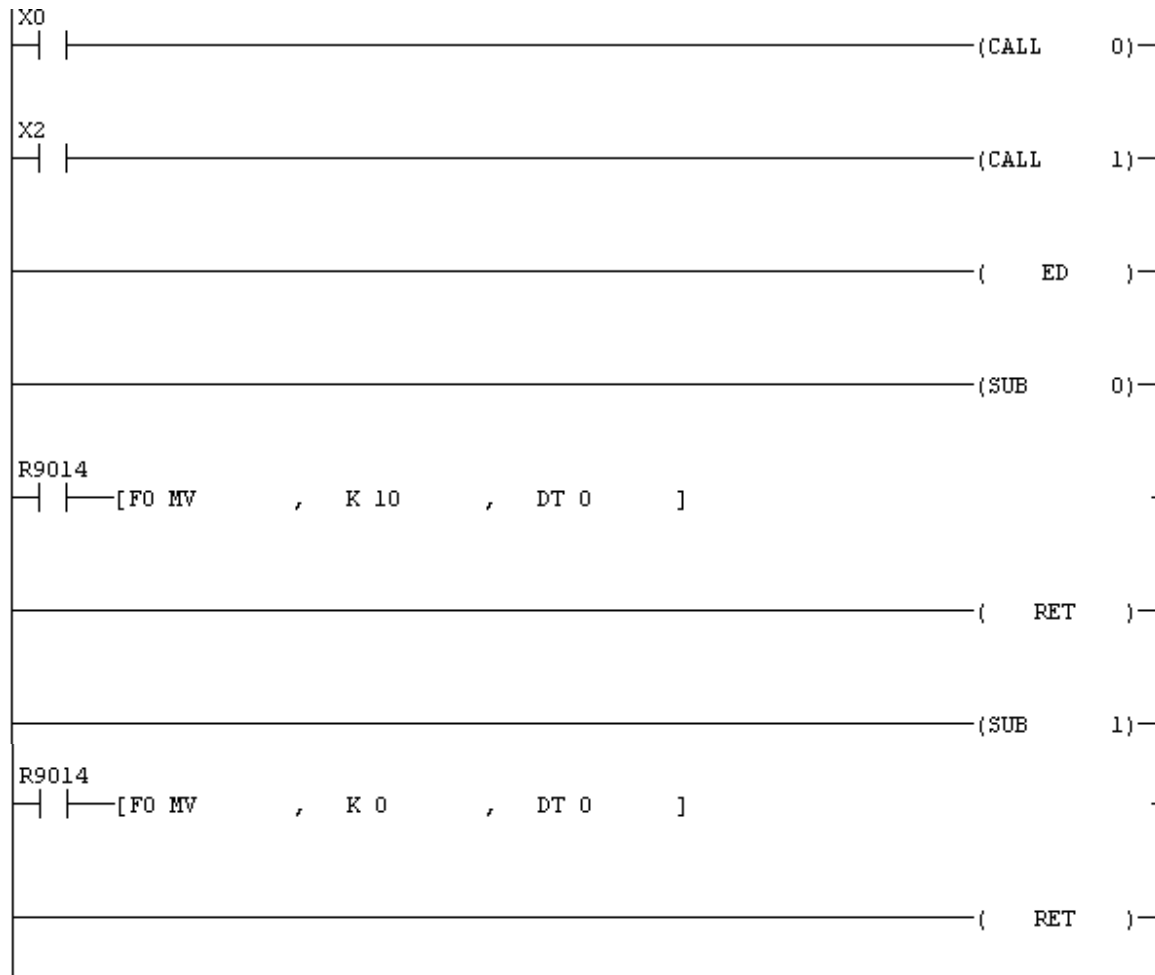 X0
(CALL 0)
X2
(CALL 1)
( ED )
(SUB 0)
R9014
[F0 MV , K 10 , DT 0 ]
( RET )
(SUB 1)
R9014
[F0 MV , K 0 , DT 0 ]
( RET )